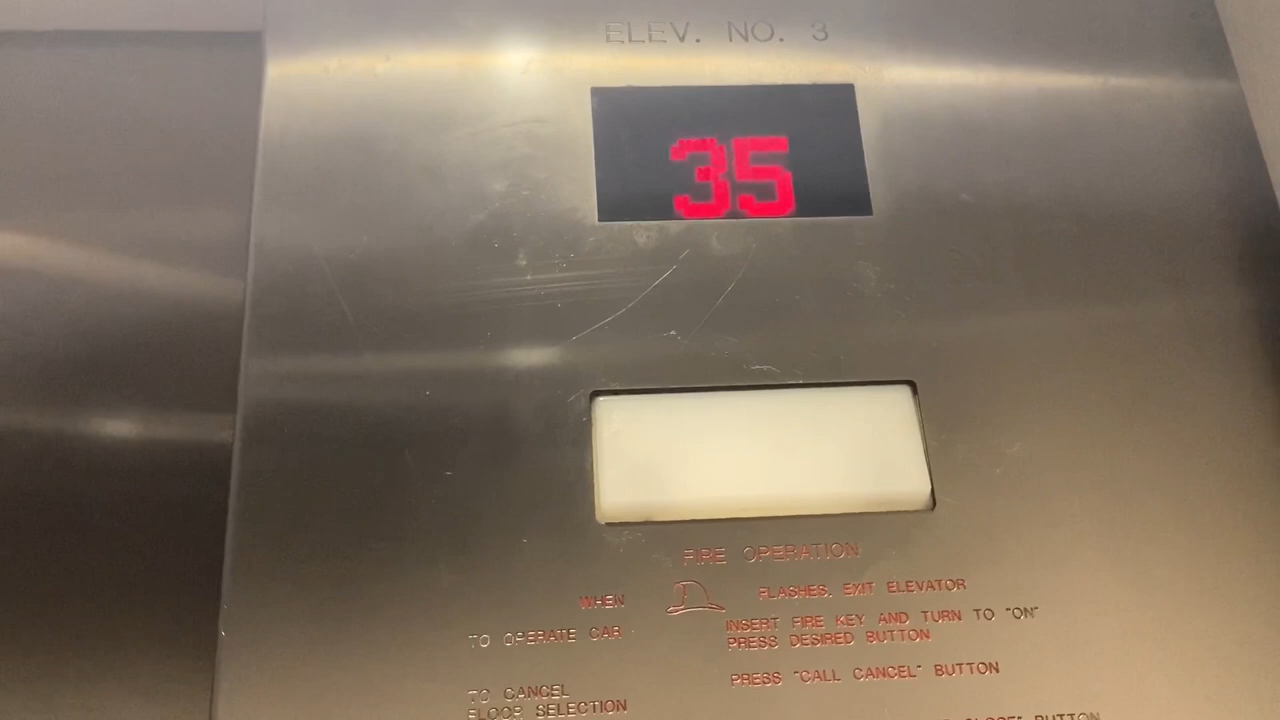 ELEV. NO. 3
35
FIRE OPERATION
WHEN FLASHES, EXIT ELEVATOR
TO OPERATE CAR INSERT FIRE KEY AND TURN TO "ON"
PRESS DESIRED BUTTON
PRESS "CALL CANCEL" BUTTON
TO CANCEL
FLOOR SELECTION
BUTTON